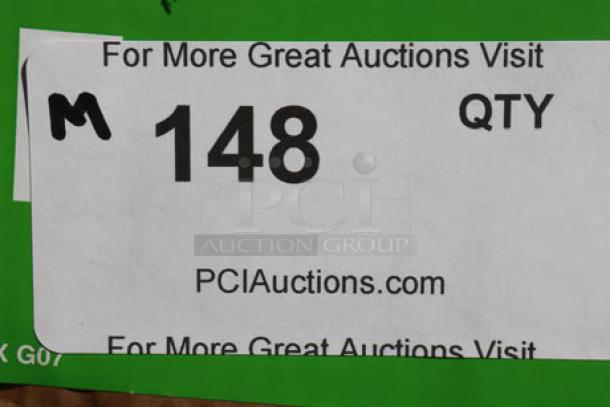 For More Great Auctions Visit
M 148 QTY
PCI
AUCTION GROUP
PCIAuctions.com
X G07
For More Great Auctions Visit